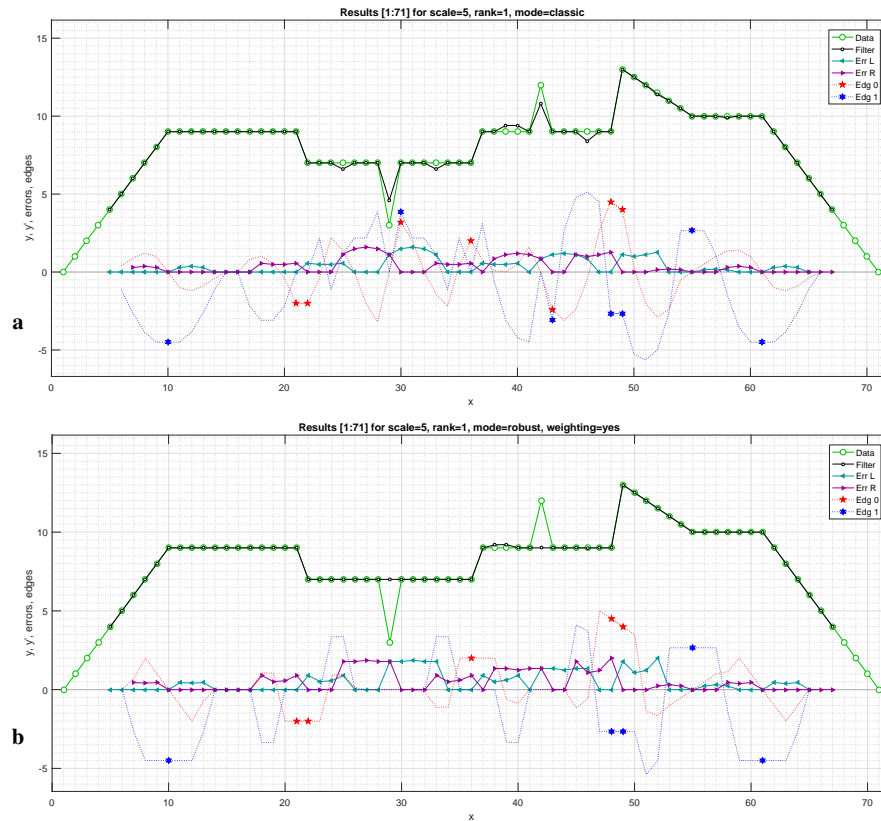 Results [1:71] for scale=5, rank=1, mode=classic
15
10
5
0
-5
y, y', errors, edges
Data
Filter
Err L
Err R
Edg 0
Edg 1
a
0 10 20 30 40 50 60 70
x
Results [1:71] for scale=5, rank=1, mode=robust, weighting=yes
15
10
5
0
-5
y, y', errors, edges
Data
Filter
Err L
Err R
Edg 0
Edg 1
b
0 10 20 30 40 50 60 70
x